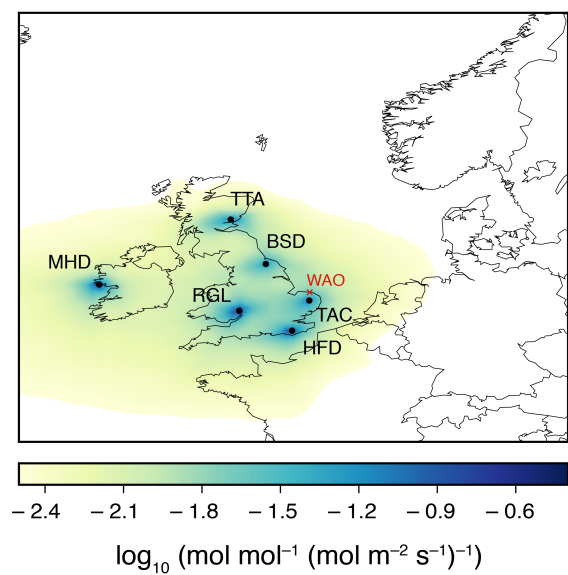 TTA
BSD
MHD
WAO
RGL
TAC
HFD
− 2.4 − 2.1 − 1.8 − 1.5 − 1.2 − 0.9 − 0.6
log₁₀ (mol mol⁻¹ (mol m⁻² s⁻¹)⁻¹)